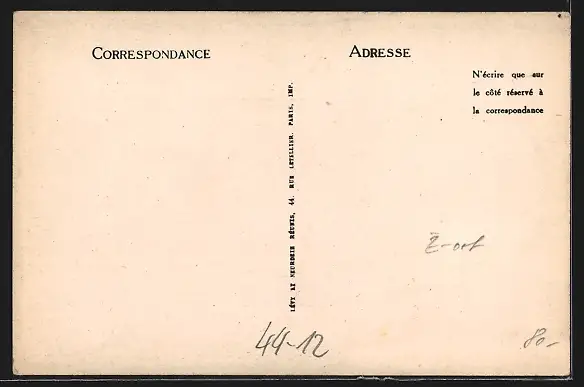 CORRESPONDANCE
ADRESSE
N'écrire que sur
le côté réservé à
la correspondance
LÉVY ET NEURDEIN RÉUNIS, 44, RUE LETELLIER, PARIS, IMP.
Z-ort
44-12
80-